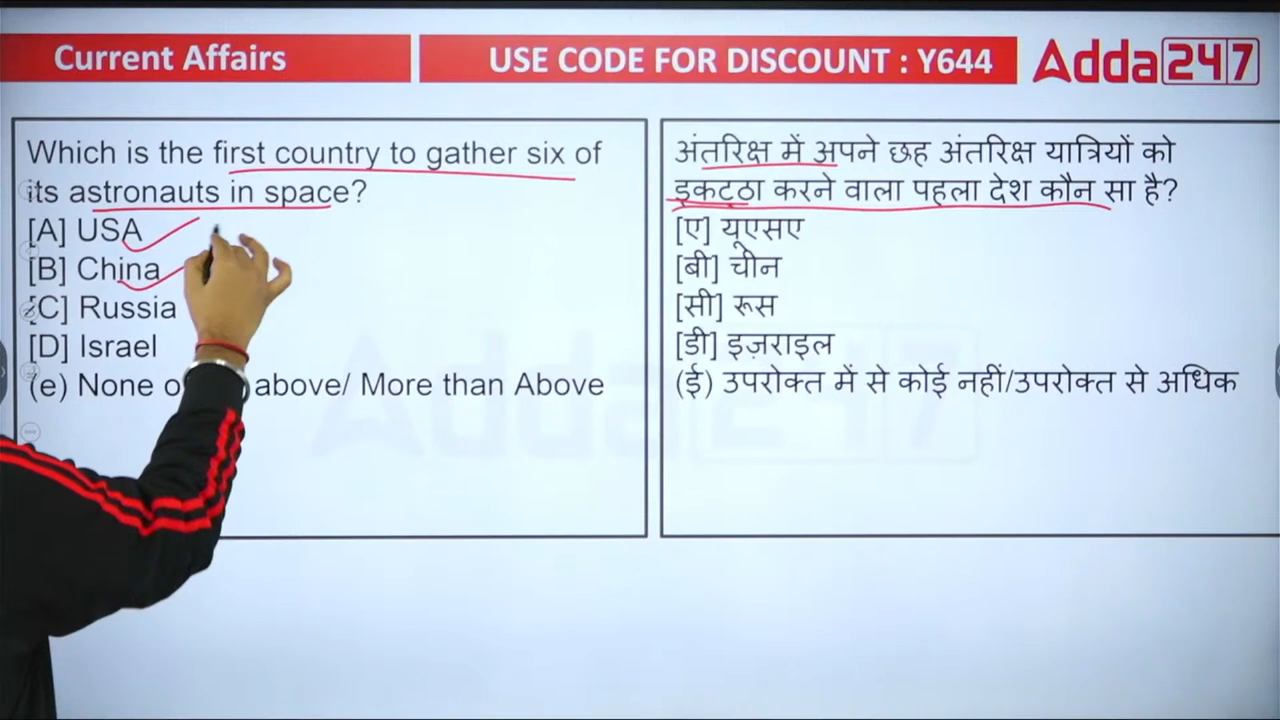 Current Affairs
USE CODE FOR DISCOUNT : Y644
Adda247
Which is the first country to gather six of
its astronauts in space?
[A] USA
[B] China
[C] Russia
[D] Israel
(e) None above/ More than Above
अंतरिक्ष में अपने छह अंतरिक्ष यात्रियों को
इकट्ठा करने वाला पहला देश कौन सा है?
[ए] यूएसए
[बी] चीन
[सी] रूस
[डी] इज़राइल
(ई) उपरोक्त में से कोई नहीं/उपरोक्त से अधिक